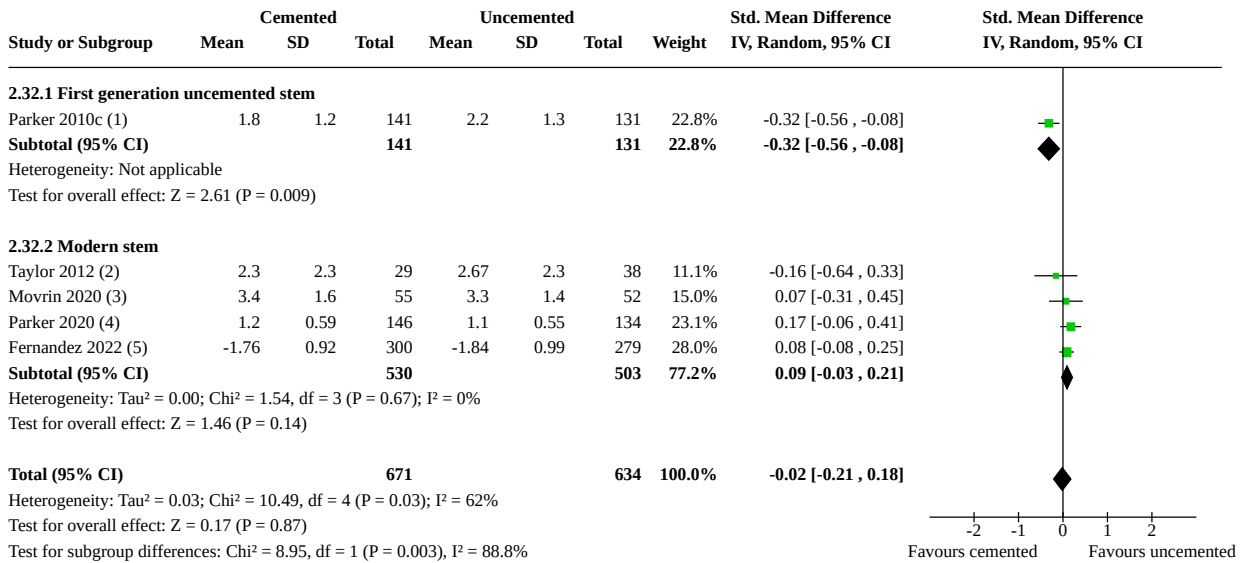 Cemented Uncemented Std. Mean Difference Std. Mean Difference
Study or Subgroup Mean SD Total Mean SD Total Weight IV, Random, 95% CI IV, Random, 95% CI
2.32.1 First generation uncemented stem
Parker 2010c (1) 1.8 1.2 141 2.2 1.3 131 22.8% -0.32 [-0.56 , -0.08]
Subtotal (95% CI) 141 131 22.8% -0.32 [-0.56 , -0.08]
Heterogeneity: Not applicable
Test for overall effect: Z = 2.61 (P = 0.009)
2.32.2 Modern stem
Taylor 2012 (2) 2.3 2.3 29 2.67 2.3 38 11.1% -0.16 [-0.64 , 0.33]
Movrin 2020 (3) 3.4 1.6 55 3.3 1.4 52 15.0% 0.07 [-0.31 , 0.45]
Parker 2020 (4) 1.2 0.59 146 1.1 0.55 134 23.1% 0.17 [-0.06 , 0.41]
Fernandez 2022 (5) -1.76 0.92 300 -1.84 0.99 279 28.0% 0.08 [-0.08 , 0.25]
Subtotal (95% CI) 530 503 77.2% 0.09 [-0.03 , 0.21]
Heterogeneity: Tau² = 0.00; Chi² = 1.54, df = 3 (P = 0.67); I² = 0%
Test for overall effect: Z = 1.46 (P = 0.14)
Total (95% CI) 671 634 100.0% -0.02 [-0.21 , 0.18]
Heterogeneity: Tau² = 0.03; Chi² = 10.49, df = 4 (P = 0.03); I² = 62%
Test for overall effect: Z = 0.17 (P = 0.87) -2 -1 0 1 2
Test for subgroup differences: Chi² = 8.95, df = 1 (P = 0.003), I² = 88.8% Favours cemented Favours uncemented